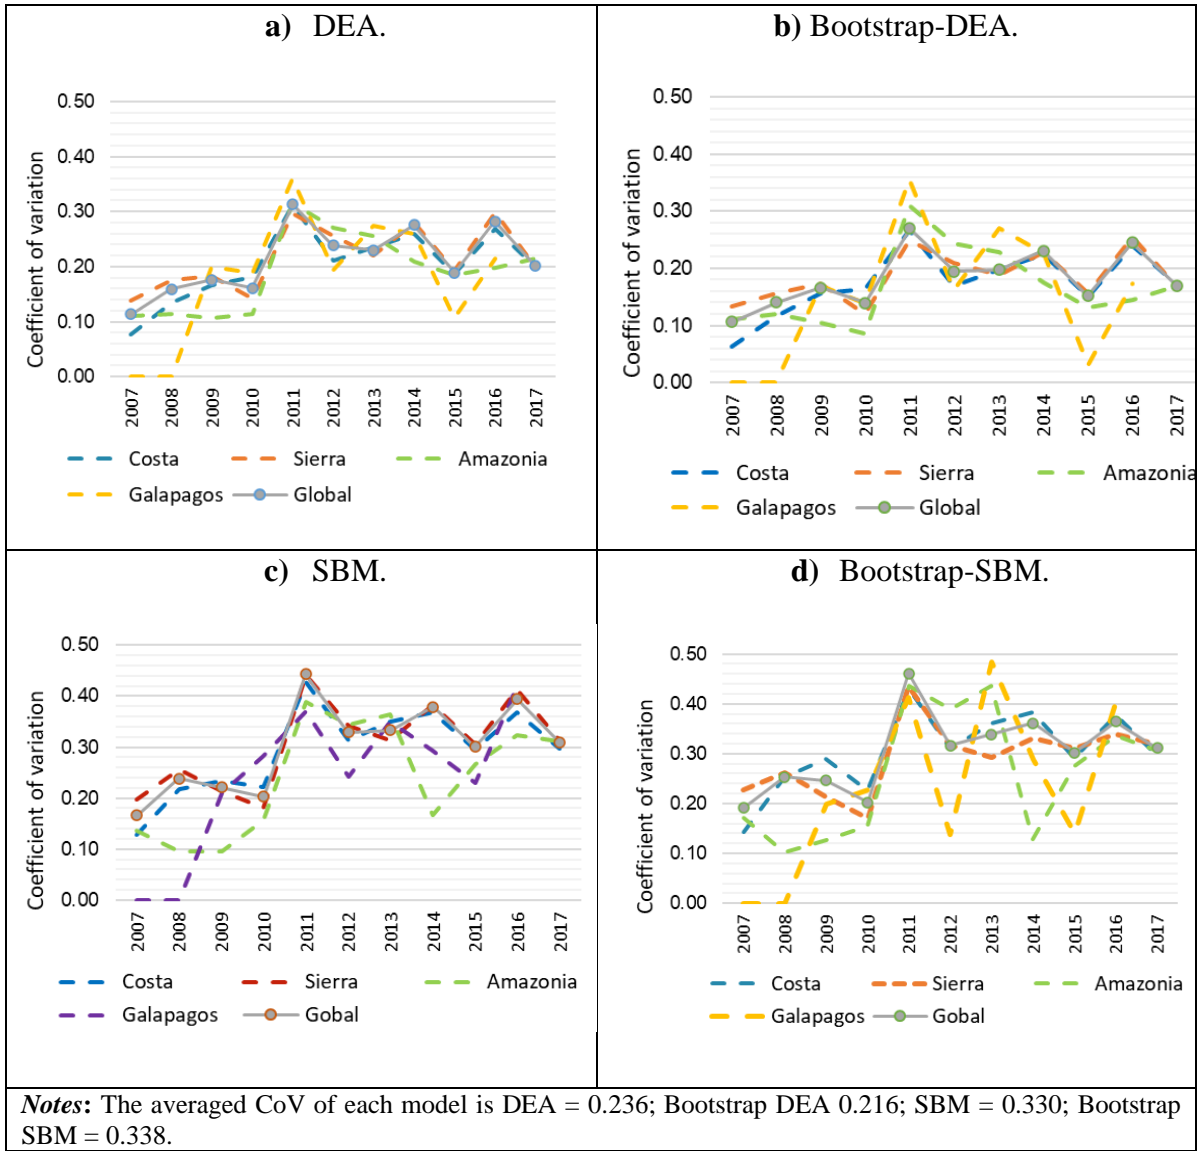 a) DEA.
0.50
0.40
0.30
0.20
0.10
0.00
Coefficient of variation
2007 2008 2009 2010 2011 2012 2013 2014 2015 2016 2017
Costa Sierra Amazonia
Galapagos Global
b) Bootstrap-DEA.
0.50
0.40
0.30
0.20
0.10
0.00
Coefficient of variation
2007 2008 2009 2010 2011 2012 2013 2014 2015 2016 2017
Costa Sierra Amazonia
Galapagos Global
c) SBM.
0.50
0.40
0.30
0.20
0.10
0.00
Coefficient of variation
2007 2008 2009 2010 2011 2012 2013 2014 2015 2016 2017
Costa Sierra Amazonia
Galapagos Gobal
d) Bootstrap-SBM.
0.50
0.40
0.30
0.20
0.10
0.00
Coefficient of variation
2007 2008 2009 2010 2011 2012 2013 2014 2015 2016 2017
Costa Sierra Amazonia
Galapagos Gobal
Notes: The averaged CoV of each model is DEA = 0.236; Bootstrap DEA 0.216; SBM = 0.330; Bootstrap
SBM = 0.338.